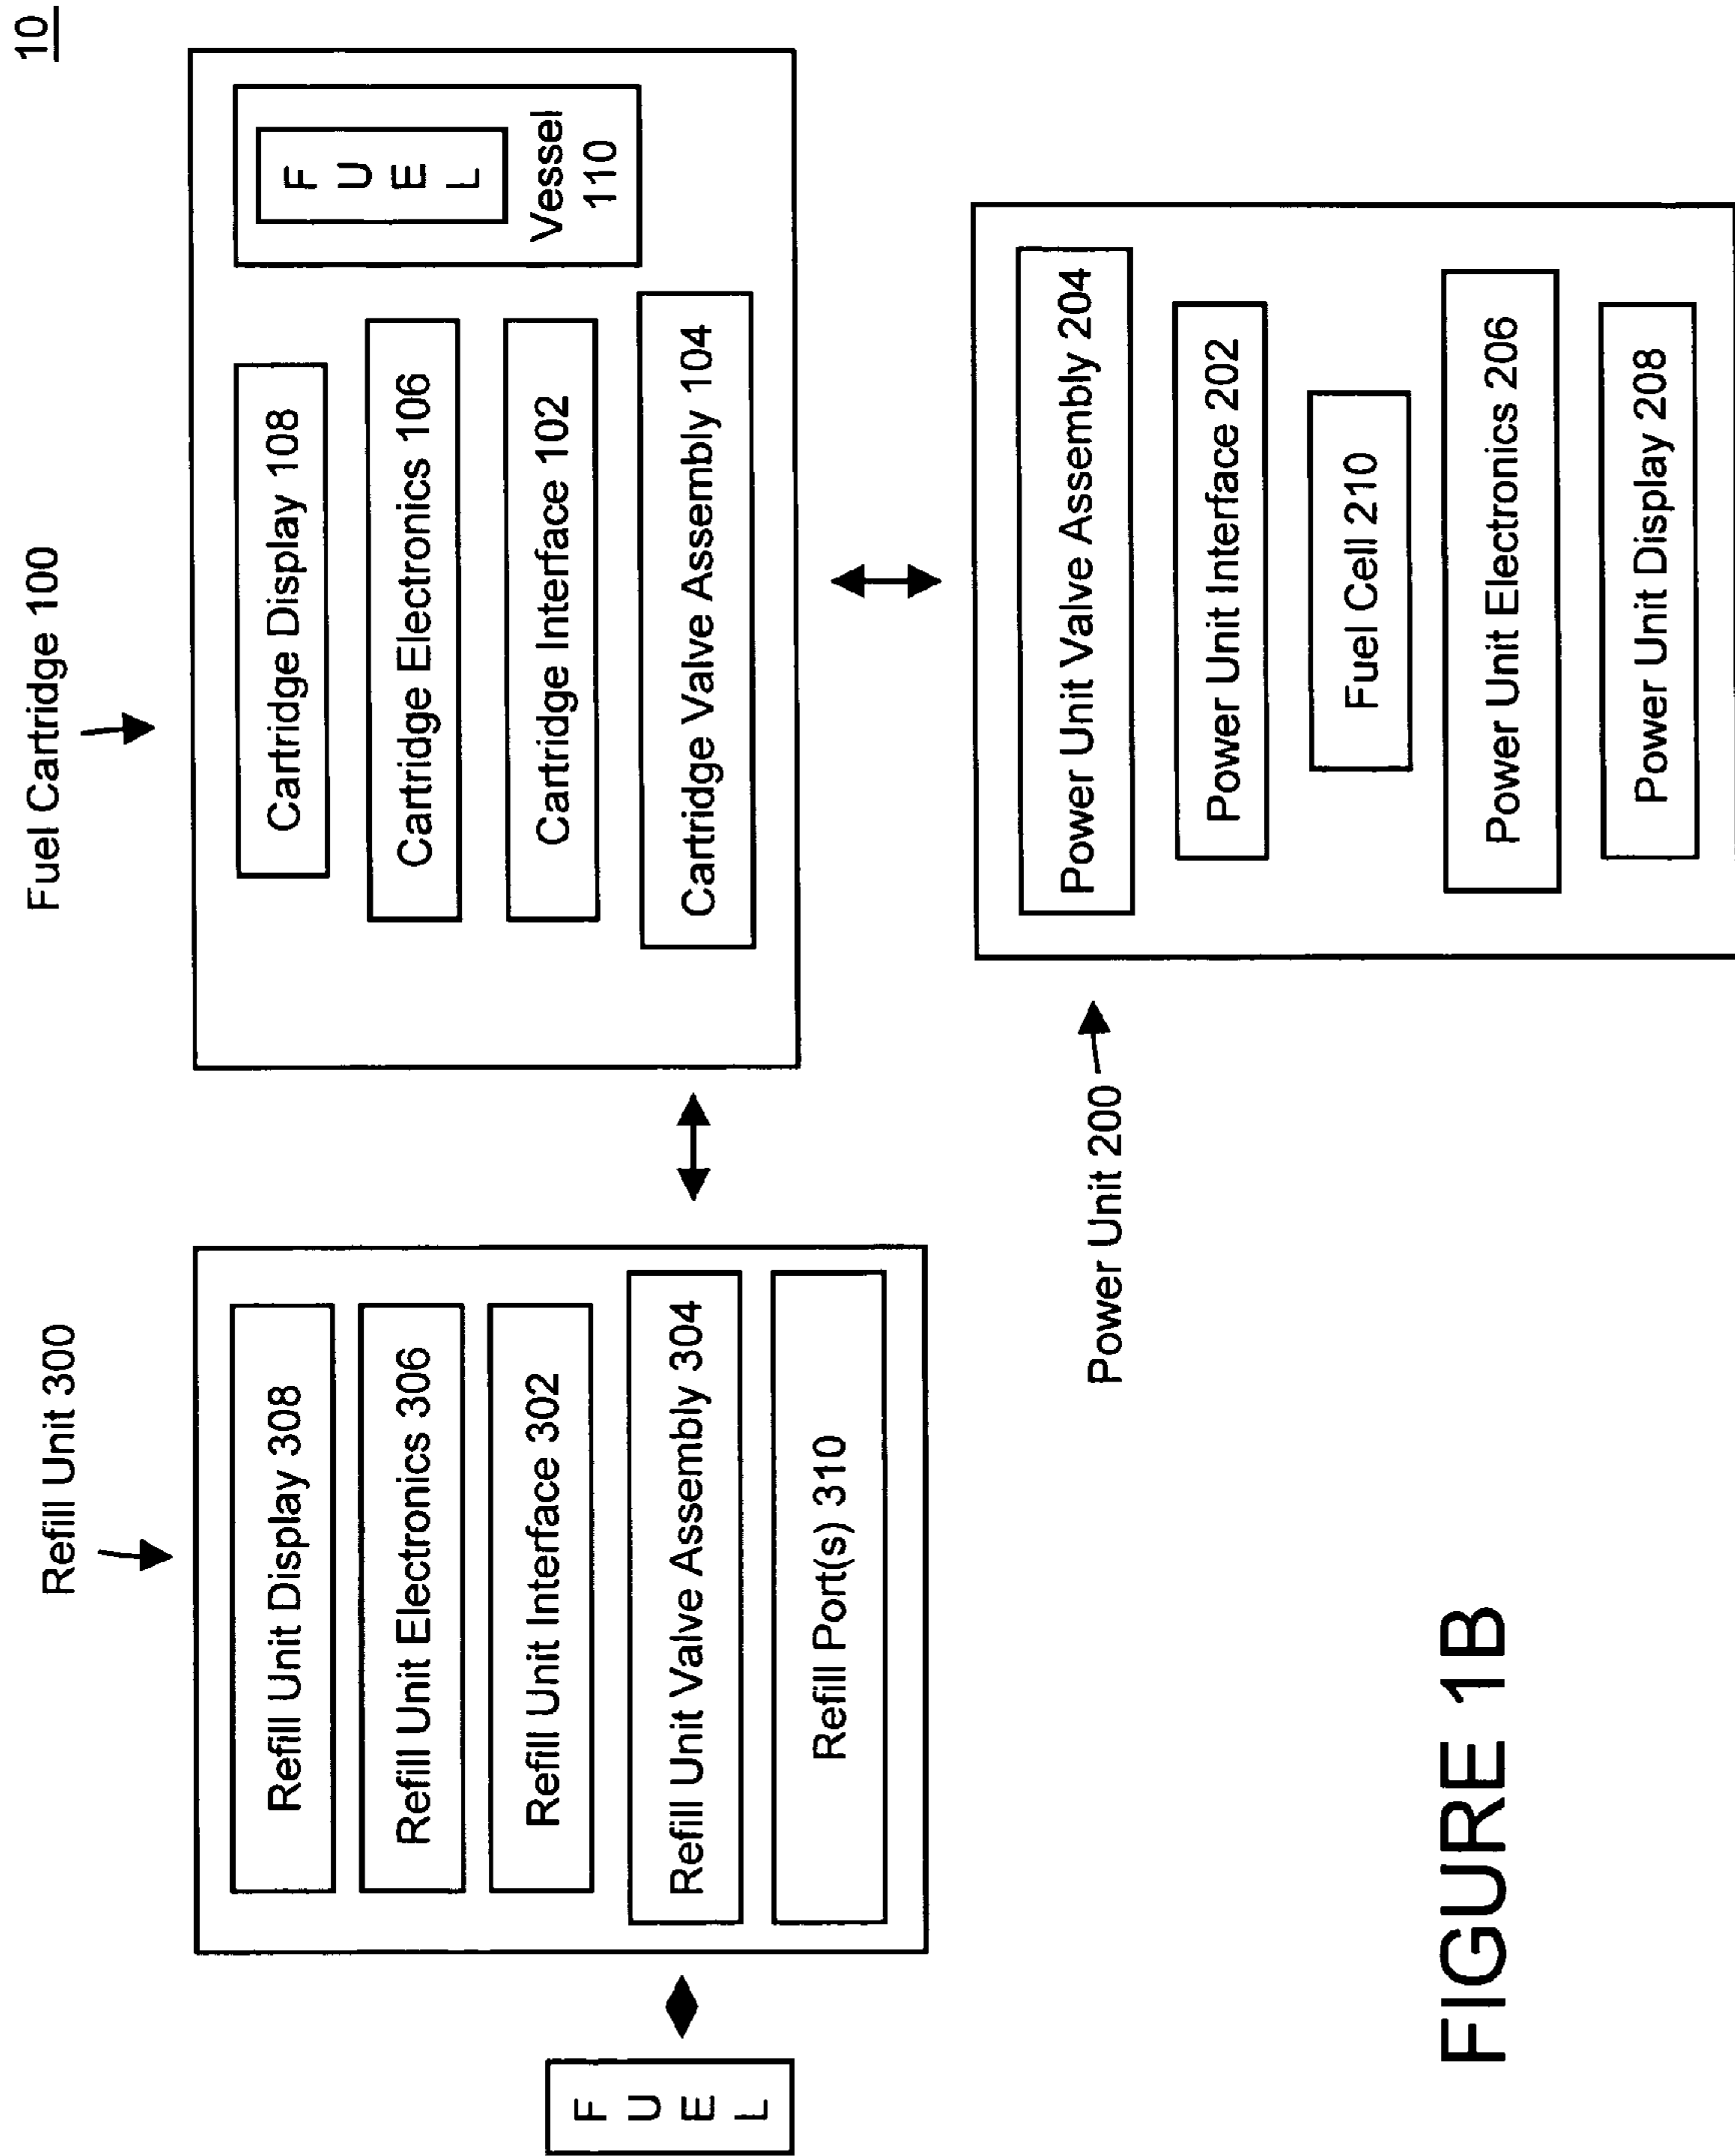 10
Refill Unit 300
Fuel Cartridge 100
Refill Unit Display 308
Refill Unit Electronics 306
Refill Unit Interface 302
Refill Unit Valve Assembly 304
Refill Port(s) 310
F
U
E
L
Cartridge Display 108
Cartridge Electronics 106
Cartridge Interface 102
Cartridge Valve Assembly 104
F
U
E
L
Vessel
110
Power Unit 200
Power Unit Valve Assembly 204
Power Unit Interface 202
Fuel Cell 210
Power Unit Electronics 206
Power Unit Display 208
FIGURE 1B